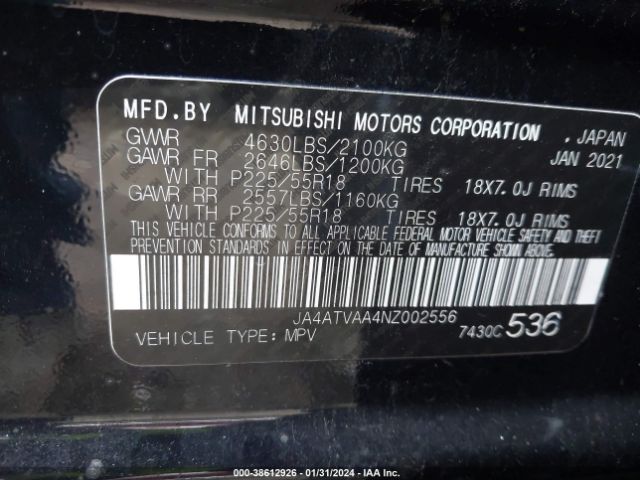 MFD.BY MITSUBISHI MOTORS CORPORATION , JAPAN
GVWR 4630LBS/2100KG JAN 2021
GAWR FR 2646LBS/1200KG
WITH P225/55R18 TIRES 18X7.0J RIMS
GAWR RR 2557LBS/1160KG
WITH P225/55R18 TIRES 18X7.0J RIMS
THIS VEHICLE CONFORMS TO ALL APPLICABLE FEDERAL MOTOR VEHICLE SAFETY AND THEFT
PREVENTION STANDARDS IN EFFECT ON THE DATE OF MANUFACTURE SHOWN ABOVE.
JA4ATVAA4NZ002556
VEHICLE TYPE: MPV 7430C 536
000-38612926 / 01/31/2024 - IAA Inc.